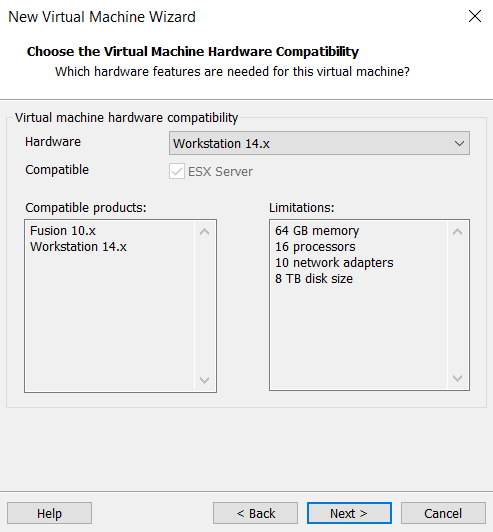 New Virtual Machine Wizard
Choose the Virtual Machine Hardware Compatibility
Which hardware features are needed for this virtual machine?
Virtual machine hardware compatibility
Hardware
Workstation 14.x
Compatible
ESX Server
Compatible products:
Fusion 10.x
Workstation 14.x
Limitations:
64 GB memory
16 processors
10 network adapters
8 TB disk size
Help
< Back
Next >
Cancel